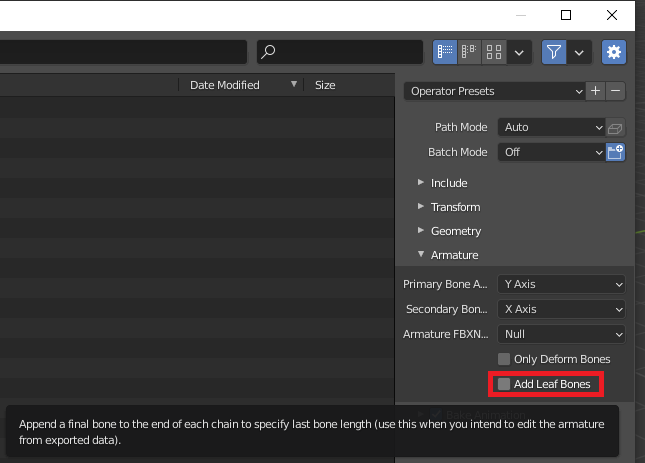 Date Modified
Size
Operator Presets
Path Mode Auto
Batch Mode Off
Include
Transform
Geometry
Armature
Primary Bone A... Y Axis
Secondary Bon... X Axis
Armature FBXN... Null
Only Deform Bones
Add Leaf Bones
Bake Animation
Append a final bone to the end of each chain to specify last bone length (use this when you intend to edit the armature
from exported data).